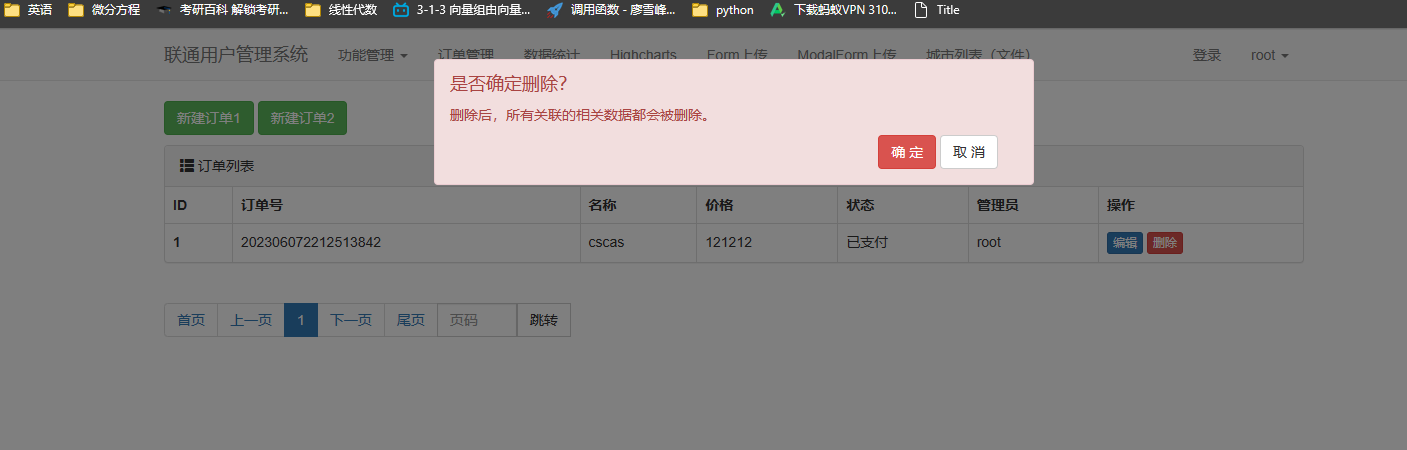 英语 微分方程 考研百科 解锁考研... 线性代数 3-1-3 向量组由向量... 调用函数 - 廖雪峰... python 下载蚂蚁VPN 310... Title
联通用户管理系统 功能管理 订单管理 数据统计 Highcharts Form上传 ModalForm上传 城市列表（文件） 登录 root
是否确定删除？
删除后，所有关联的相关数据都会被删除。
确 定 取 消
新建订单1 新建订单2
订单列表
ID 订单号 名称 价格 状态 管理员 操作
1 202306072212513842 cscas 121212 已支付 root 编辑 删除
首页 上一页 1 下一页 尾页 页码 跳转